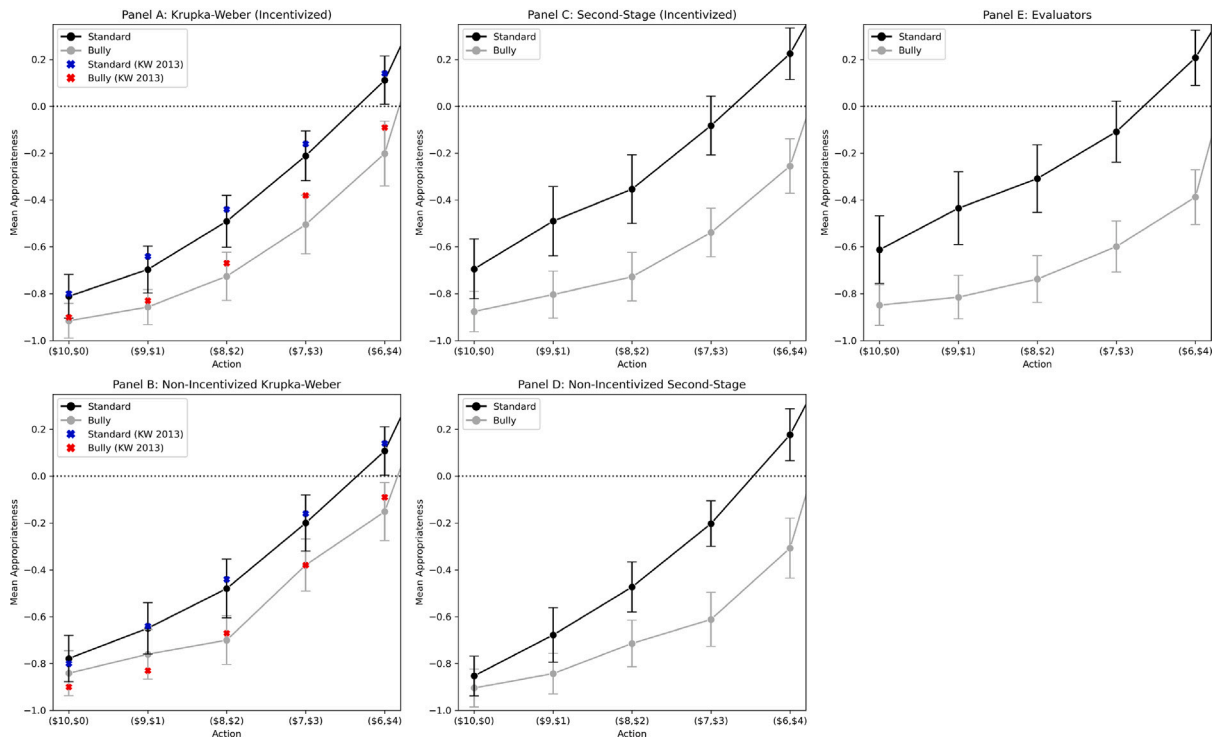 Panel A: Krupka-Weber (Incentivized)
Standard
Bully
Standard (KW 2013)
Bully (KW 2013)
0.2
0.0
−0.2
−0.4
−0.6
−0.8
−1.0
Mean Appropriateness
($10,$0)
($9,$1)
($8,$2)
($7,$3)
($6,$4)
Action
Panel C: Second-Stage (Incentivized)
Standard
Bully
0.2
0.0
−0.2
−0.4
−0.6
−0.8
−1.0
Mean Appropriateness
($10,$0)
($9,$1)
($8,$2)
($7,$3)
($6,$4)
Action
Panel E: Evaluators
Standard
Bully
0.2
0.0
−0.2
−0.4
−0.6
−0.8
−1.0
Mean Appropriateness
($10,$0)
($9,$1)
($8,$2)
($7,$3)
($6,$4)
Action
Panel B: Non-Incentivized Krupka-Weber
Standard
Bully
Standard (KW 2013)
Bully (KW 2013)
0.2
0.0
−0.2
−0.4
−0.6
−0.8
−1.0
Mean Appropriateness
($10,$0)
($9,$1)
($8,$2)
($7,$3)
($6,$4)
Action
Panel D: Non-Incentivized Second-Stage
Standard
Bully
0.2
0.0
−0.2
−0.4
−0.6
−0.8
−1.0
Mean Appropriateness
($10,$0)
($9,$1)
($8,$2)
($7,$3)
($6,$4)
Action